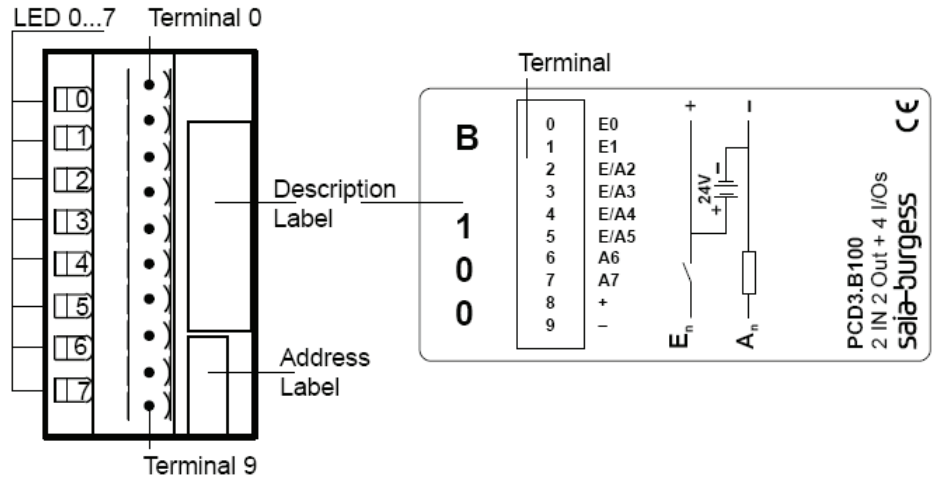 LED 0...7
Terminal 0
0
1
2
3
4
5
6
7
Description
Label
Address
Label
Terminal 9
Terminal
B
1
0
0
0 E0
1 E1
2 E/A2
3 E/A3
4 E/A4
5 E/A5
6 A6
7 A7
8 +
9 –
+ –
24V
–
+
En
An
PCD3.B100
2 IN 2 Out + 4 I/Os
saia-burgess
CE